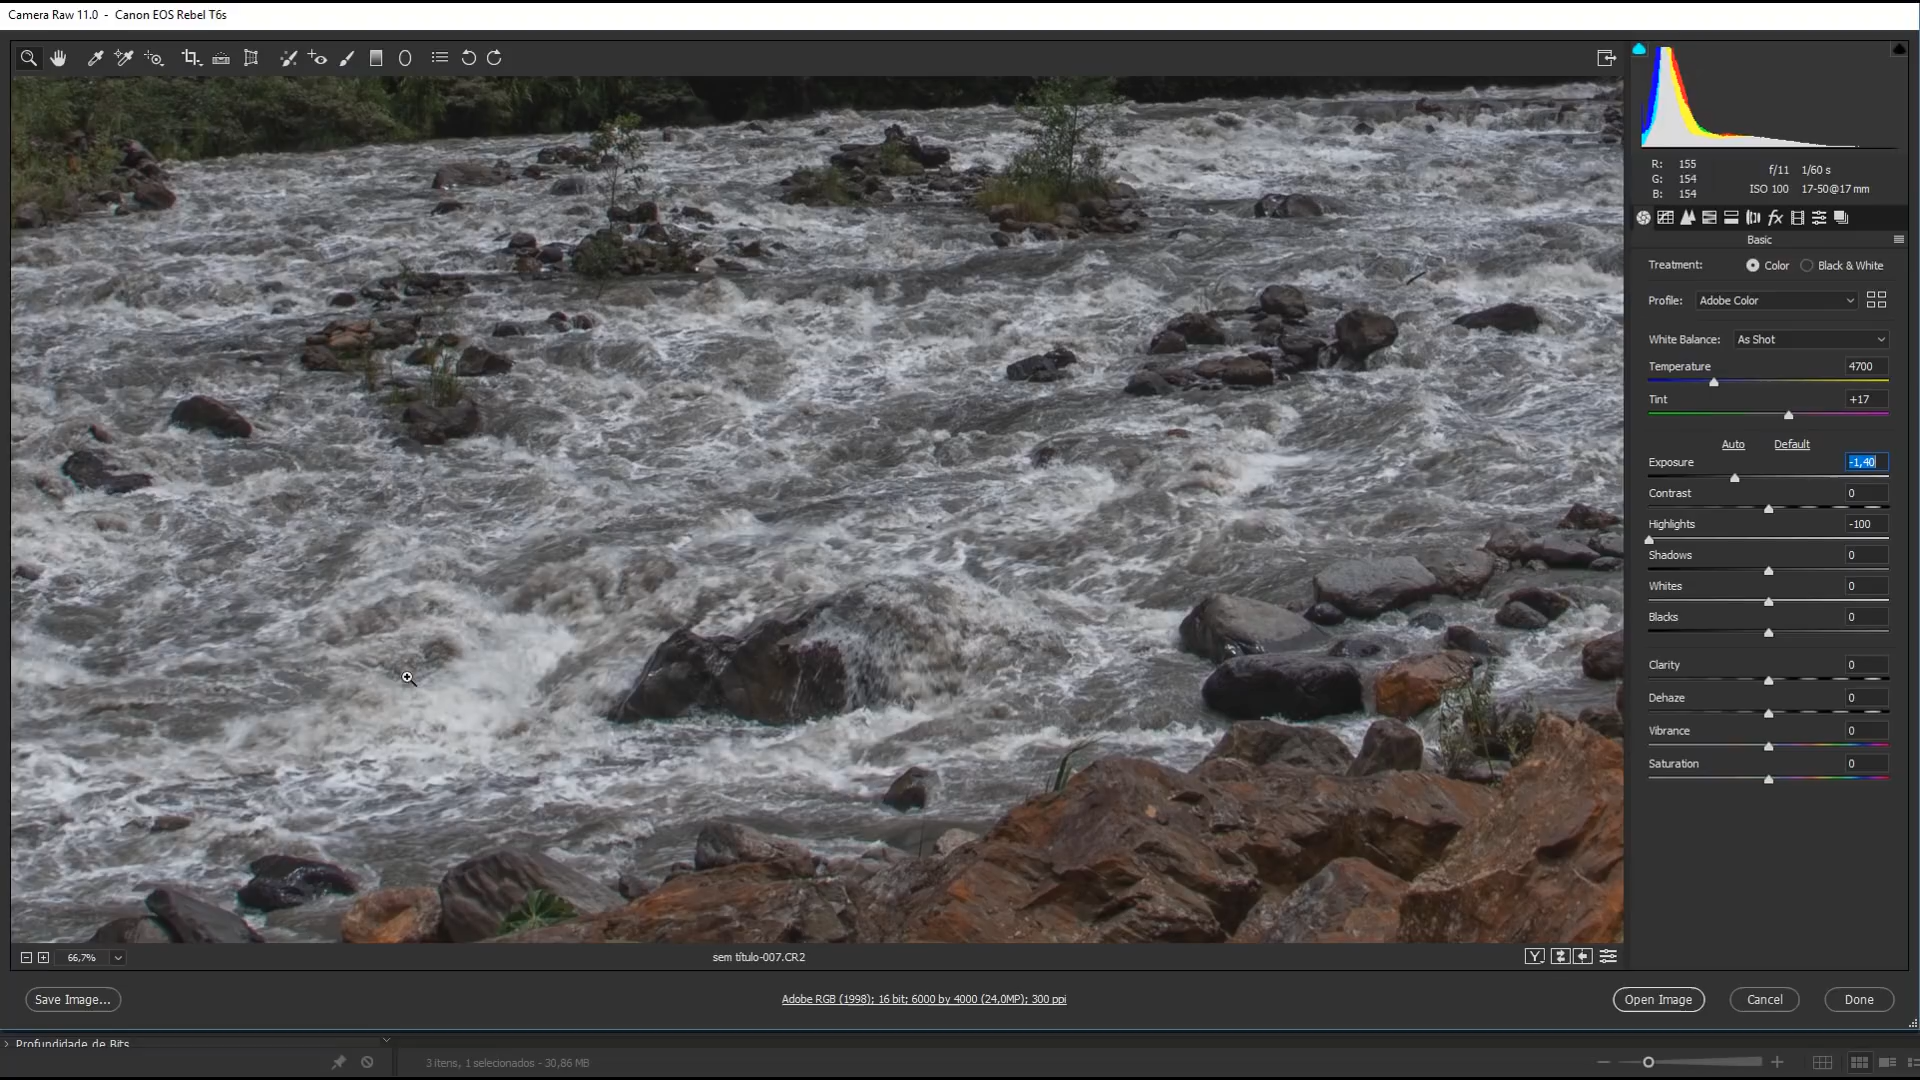 Camera Raw 11.0 - Canon EOS Rebel T6s
R: 155
G: 154
B: 154
f/11 1/60 s
ISO 100 17-50@17 mm
Basic
Treatment: Color Black & White
Profile: Adobe Color
White Balance: As Shot
Temperature 4700
Tint +17
Auto Default
Exposure -1,40
Contrast 0
Highlights -100
Shadows 0
Whites 0
Blacks 0
Clarity 0
Dehaze 0
Vibrance 0
Saturation 0
66,7%
sem título-007.CR2
Y
Save Image...
Adobe RGB (1998); 16 bit; 6000 by 4000 (24,0MP); 300 ppi
Open Image
Cancel
Done
Profundidade de Bits
3 itens, 1 selecionados - 30,86 MB